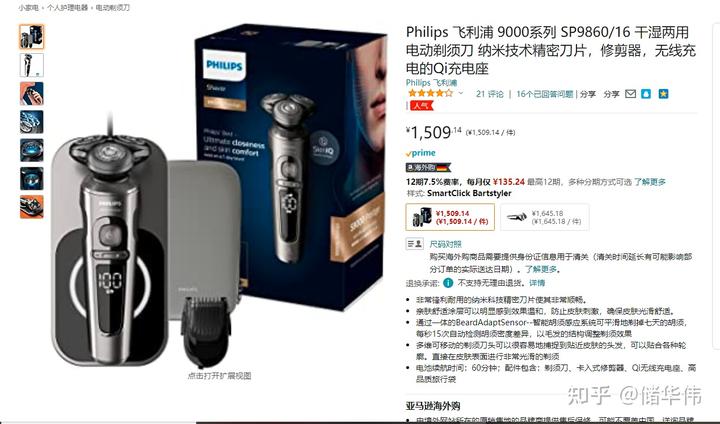 小家电 › 个人护理电器 › 电动剃须刀
PHILIPS
Shaver
Ultimate closeness
and skin comfort
SkinIQ
S9000 Prestige
PHILIPS
100
PHILIPS
点击打开扩展视图
Philips 飞利浦 9000系列 SP9860/16 干湿两用
电动剃须刀 纳米技术精密刀片，修剪器，无线充
电的Qi充电座
Philips 飞利浦
21 评论 | 16个已回答问题 | 分享 分享
人气
¥1,509.14 (¥1,509.14 / 件)
prime
海外购
12期7.5%费率，每月仅 ¥135.24 最高12期，多种分期方式可选 了解更多
样式: SmartClick Bartstyler
¥1,509.14
(¥1,509.14 / 件)
¥1,645.18
(¥1,645.18 / 件)
尺码对照
购买海外购商品需要提供身份证信息用于清关（清关时间延长有可能影响部
分订单的实际送达日期）。了解更多。
退换承诺: 不支持无理由退货。详情
非常锋利耐用的纳米科技精密刀片使其非常顺畅。
亲肤舒适涂层可以明显感到效果温和，防止皮肤刺激，确保皮肤光滑舒适。
通过一体的BeardAdaptSensor--智能胡须感应系统可平滑地剃掉七天的胡须，
每秒15次自动检测胡须密度差异，以毛发的结构调整剃须效果
多维可移动的剃须刀头可以很容易地捕捉到贴近皮肤的头发，可以贴合各种轮
廓。直接在皮肤表面进行非常光滑的剃须
电池续航时间：60分钟；配件包含：剃须刀、卡入式修剪器、Qi无线充电座、高
品质旅行袋
知乎 @储华伟
亚马逊海外购